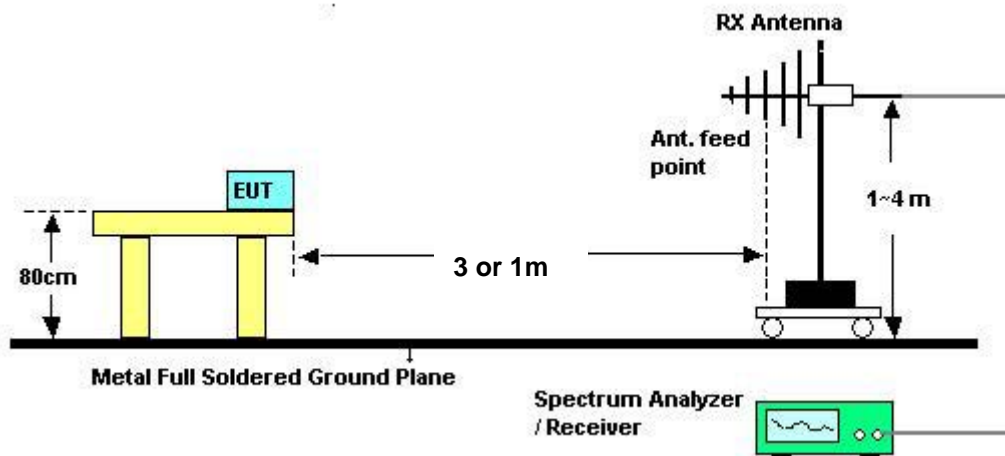 RX Antenna
Ant. feed
point
EUT
1~4 m
80cm
3 or 1m
Metal Full Soldered Ground Plane
Spectrum Analyzer
/ Receiver